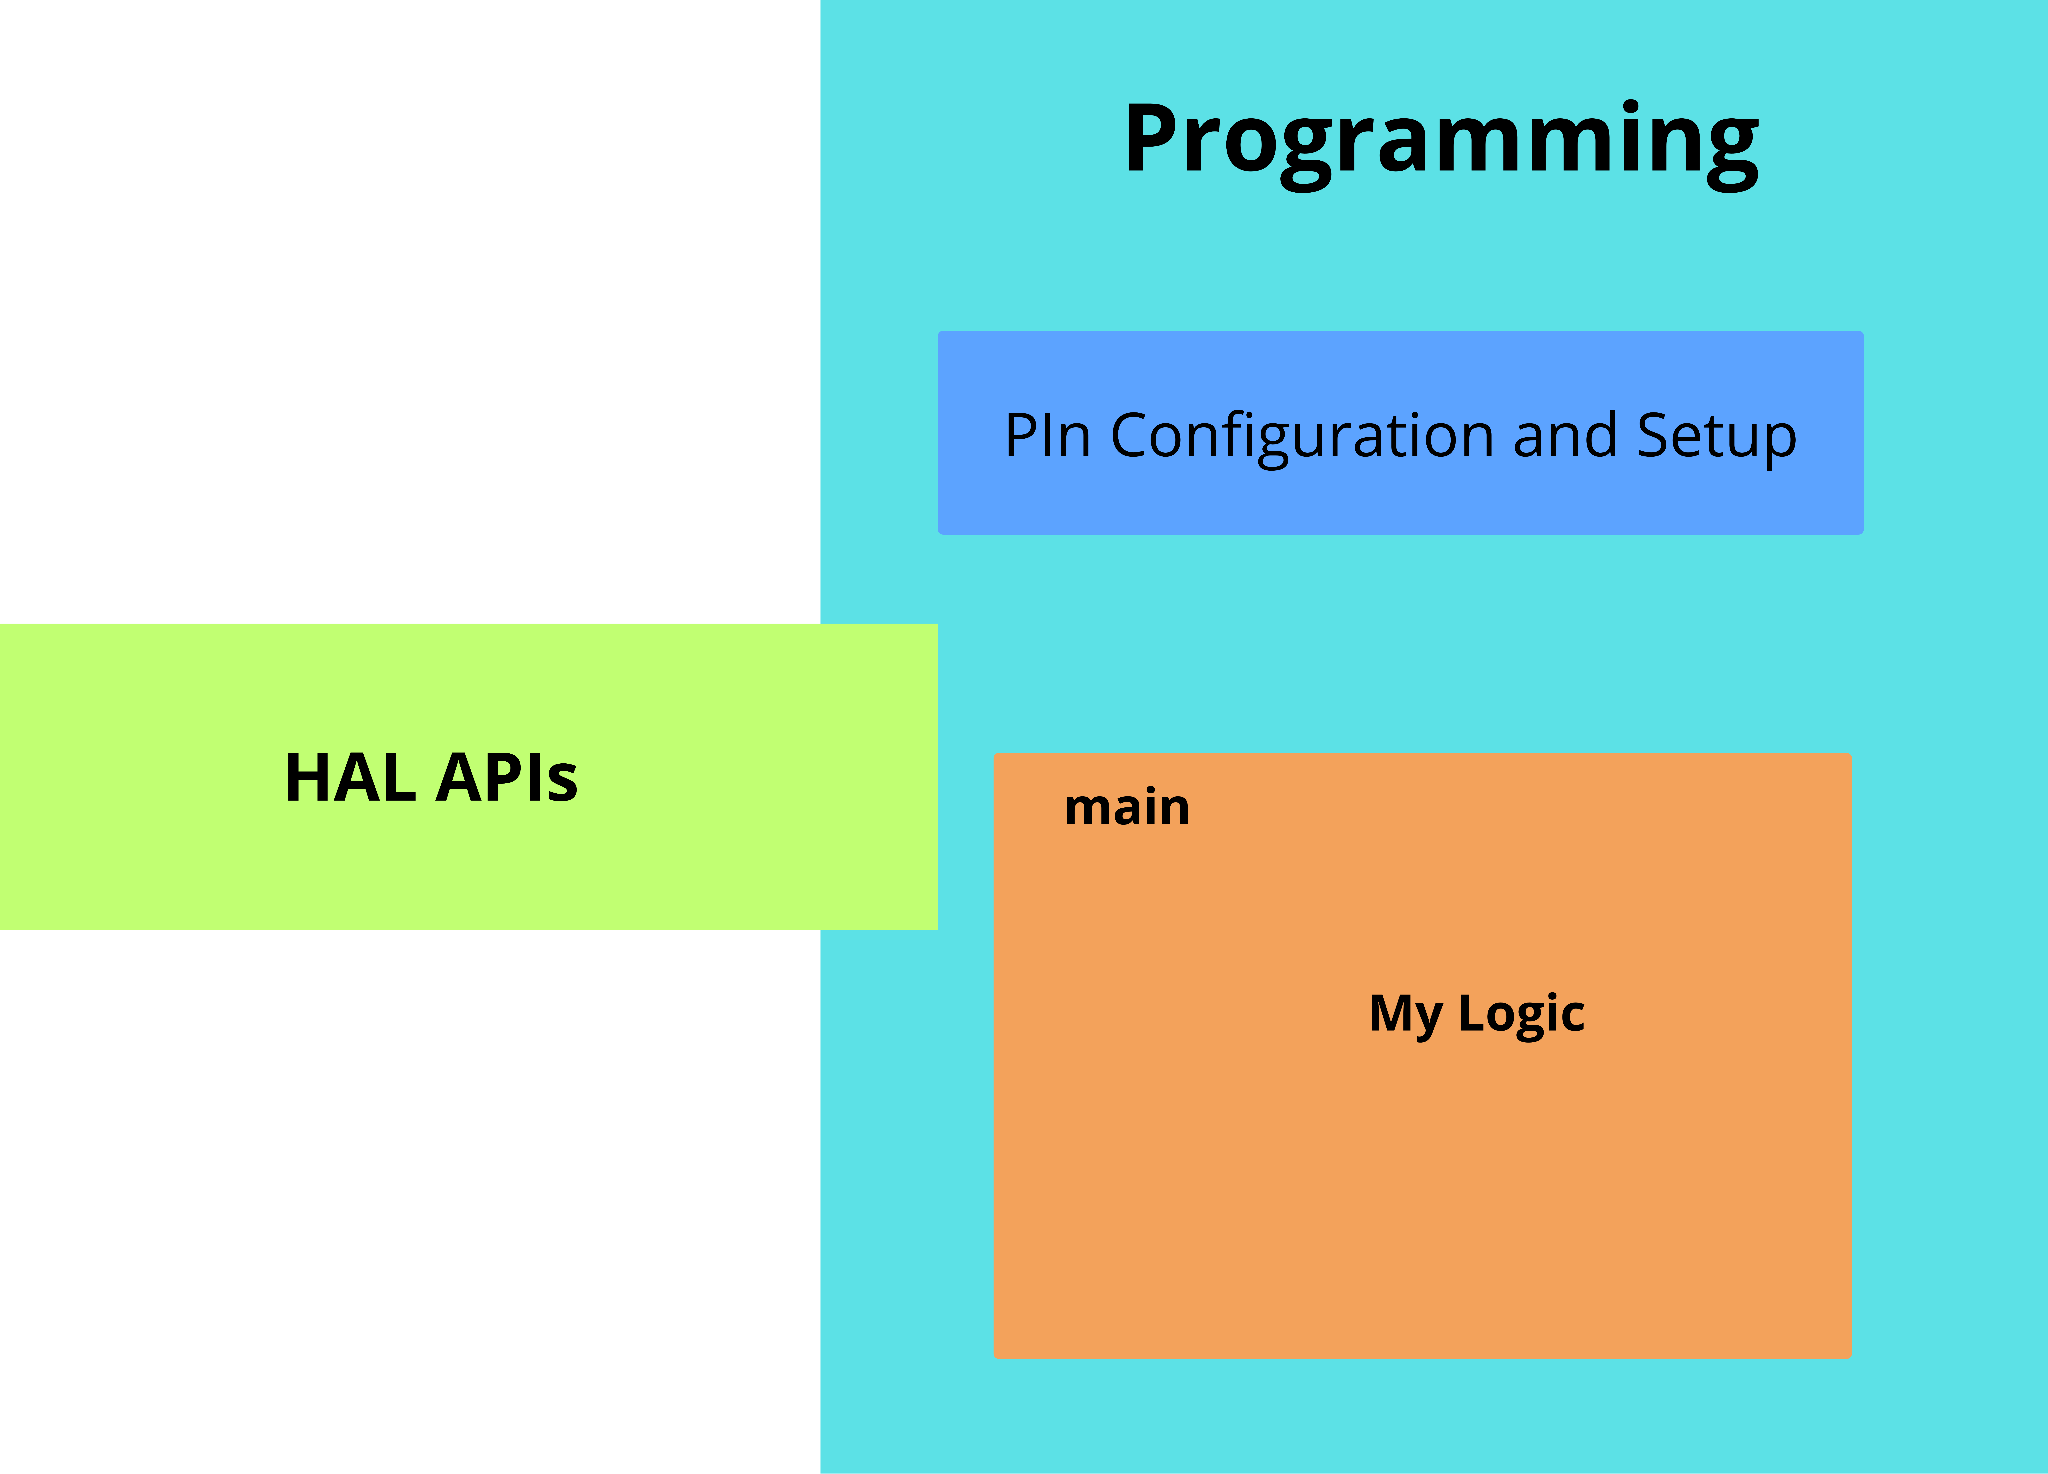 Programming
PIn Configuration and Setup
HAL APIs
main
My Logic